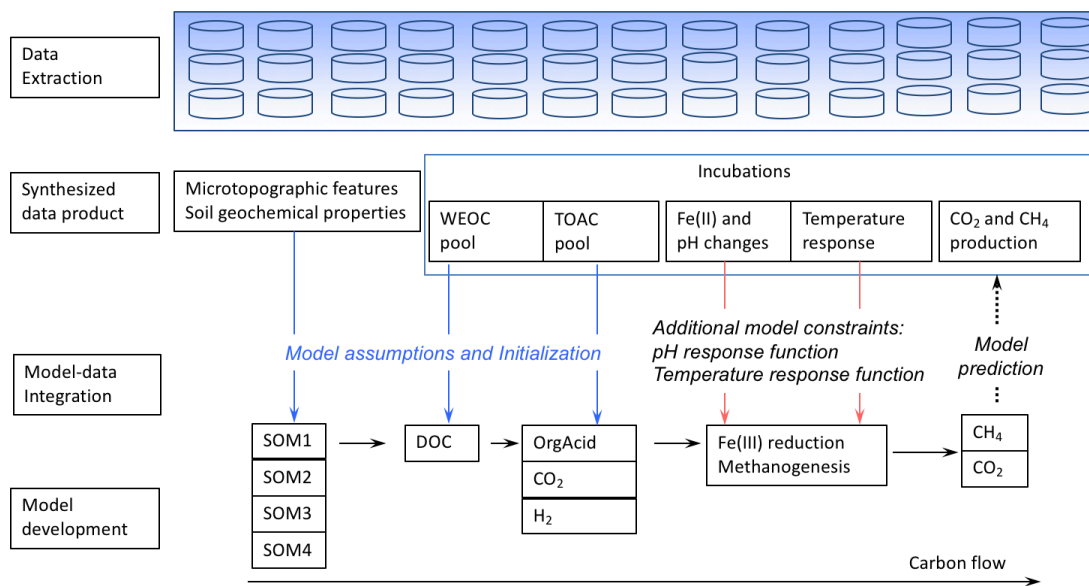 Data
Extraction
Synthesized
data product
Microtopographic features
Soil geochemical properties
Incubations
WEOC
pool
TOAC
pool
Fe(II) and
pH changes
Temperature
response
CO₂ and CH₄
production
Model-data
Integration
Model assumptions and Initialization
Additional model constraints:
pH response function
Temperature response function
Model
prediction
Model
development
SOM1
SOM2
SOM3
SOM4
DOC
OrgAcid
CO₂
H₂
Fe(III) reduction
Methanogenesis
CH₄
CO₂
Carbon flow